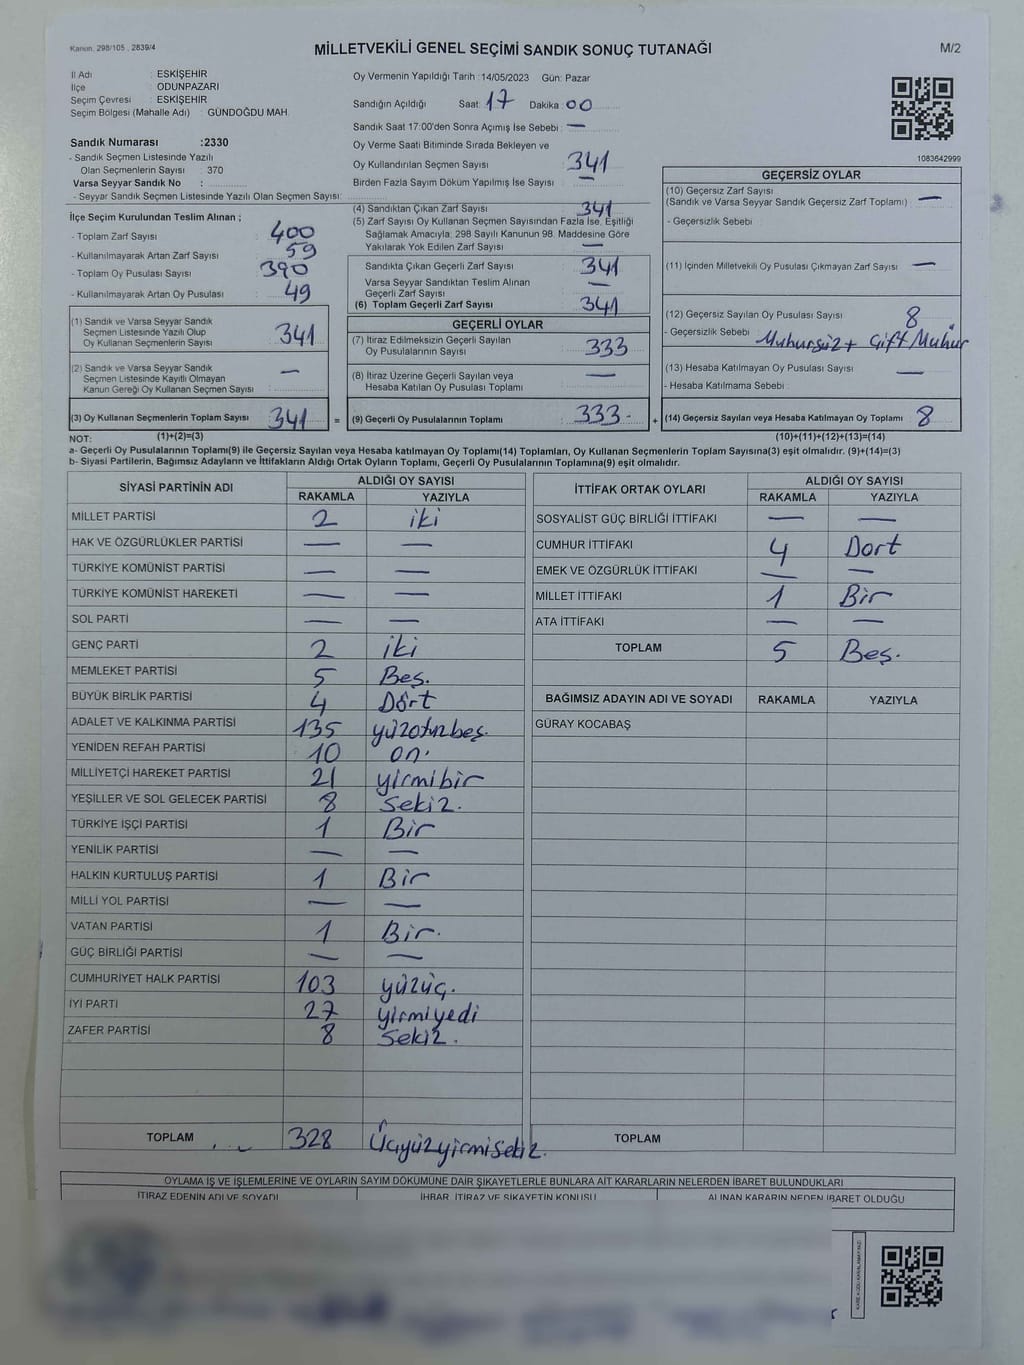 Kanun. 298/105 , 2839/4
MİLLETVEKİLİ GENEL SEÇİMİ SANDIK SONUÇ TUTANAĞI
M/2
İl Adı : ESKİŞEHİR
İlçe : ODUNPAZARI
Seçim Çevresi : ESKİŞEHİR
Seçim Bölgesi (Mahalle Adı) : GÜNDOĞDU MAH.
Sandık Numarası :2330
- Sandık Seçmen Listesinde Yazılı
Olan Seçmenlerin Sayısı : 370
Varsa Seyyar Sandık No :
- Seyyar Sandık Seçmen Listesinde Yazılı Olan Seçmen Sayısı:
Oy Vermenin Yapıldığı Tarih :14/05/2023 Gün: Pazar
Sandığın Açıldığı Saat: 17 Dakika: 00
Sandık Saat 17:00'den Sonra Açımış İse Sebebi: —
Oy Verme Saati Bitiminde Sırada Bekleyen ve
Oy Kullandırılan Seçmen Sayısı 341
Birden Fazla Sayım Döküm Yapılmış İse Sayısı —
1083642999
İlçe Seçim Kurulundan Teslim Alınan ;
- Toplam Zarf Sayısı : 400
- Kullanılmayarak Artan Zarf Sayısı : 59
- Toplam Oy Pusulası Sayısı : 390
- Kullanılmayarak Artan Oy Pusulası : 49
(1) Sandık ve Varsa Seyyar Sandık
Seçmen Listesinde Yazılı Olup
Oy Kullanan Seçmenlerin Sayısı : 341
(2) Sandık ve Varsa Seyyar Sandık
Seçmen Listesinde Kayıtlı Olmayan
Kanun Gereği Oy Kullanan Seçmen Sayısı : —
(3) Oy Kullanan Seçmenlerin Toplam Sayısı : 341 =
(1)+(2)=(3)
(4) Sandıktan Çıkan Zarf Sayısı : 341
(5) Zarf Sayısı Oy Kullanan Seçmen Sayısından Fazla İse, Eşitliği
Sağlamak Amacıyla; 298 Sayılı Kanunun 98. Maddesine Göre
Yakılarak Yok Edilen Zarf Sayısı : —
Sandıkta Çıkan Geçerli Zarf Sayısı : 341
Varsa Seyyar Sandıktan Teslim Alınan
Geçerli Zarf Sayısı : —
(6) Toplam Geçerli Zarf Sayısı : 341
GEÇERLİ OYLAR
(7) İtiraz Edilmeksizin Geçerli Sayılan
Oy Pusulalarının Sayısı : 333
(8) İtiraz Üzerine Geçerli Sayılan veya
Hesaba Katılan Oy Pusulası Toplamı : —
(9) Geçerli Oy Pusulalarının Toplamı : 333 +
GEÇERSİZ OYLAR
(10) Geçersiz Zarf Sayısı
(Sandık ve Varsa Seyyar Sandık Geçersiz Zarf Toplamı) : —
- Geçersizlik Sebebi :
(11) İçinden Milletvekili Oy Pusulası Çıkmayan Zarf Sayısı : —
(12) Geçersiz Sayılan Oy Pusulası Sayısı : 8
- Geçersizlik Sebebi : Muhursüz + Çift Muhur
(13) Hesaba Katılmayan Oy Pusulası Sayısı : —
- Hesaba Katılmama Sebebi :
(14) Geçersiz Sayılan veya Hesaba Katılmayan Oy Toplamı : 8
(10)+(11)+(12)+(13)=(14)
NOT:
a- Geçerli Oy Pusulalarının Toplamı(9) ile Geçersiz Sayılan veya Hesaba katılmayan Oy Toplamı(14) Toplamları, Oy Kullanan Seçmenlerin Toplam Sayısına(3) eşit olmalıdır. (9)+(14)=(3)
b- Siyasi Partilerin, Bağımsız Adayların ve İttifakların Aldığı Ortak Oyların Toplamı, Geçerli Oy Pusulalarının Toplamına(9) eşit olmalıdır.
SİYASİ PARTİNİN ADI ALDIĞI OY SAYISI
RAKAMLA YAZIYLA
MİLLET PARTİSİ 2 iki
HAK VE ÖZGÜRLÜKLER PARTİSİ — —
TÜRKİYE KOMÜNİST PARTİSİ — —
TÜRKİYE KOMÜNİST HAREKETİ — —
SOL PARTİ — —
GENÇ PARTİ 2 iki
MEMLEKET PARTİSİ 5 Beş.
BÜYÜK BİRLİK PARTİSİ 4 Dört
ADALET VE KALKINMA PARTİSİ 135 yüzotuzbeş.
YENİDEN REFAH PARTİSİ 10 on.
MİLLİYETÇİ HAREKET PARTİSİ 21 yirmibir
YEŞİLLER VE SOL GELECEK PARTİSİ 8 Sekiz.
TÜRKİYE İŞÇİ PARTİSİ 1 Bir
YENİLİK PARTİSİ — —
HALKIN KURTULUŞ PARTİSİ 1 Bir
MİLLİ YOL PARTİSİ — —
VATAN PARTİSİ 1 Bir.
GÜÇ BİRLİĞİ PARTİSİ — —
CUMHURİYET HALK PARTİSİ 103 yüzüç.
İYİ PARTİ 27 yirmiyedi
ZAFER PARTİSİ 8 Sekiz.
TOPLAM 328 Üçyüzyirmisekiz.
İTTİFAK ORTAK OYLARI ALDIĞI OY SAYISI
RAKAMLA YAZIYLA
SOSYALİST GÜÇ BİRLİĞİ İTTİFAKI — —
CUMHUR İTTİFAKI 4 Dort
EMEK VE ÖZGÜRLÜK İTTİFAKI — —
MİLLET İTTİFAKI 1 Bir
ATA İTTİFAKI — —
TOPLAM 5 Beş.
BAĞIMSIZ ADAYIN ADI VE SOYADI RAKAMLA YAZIYLA
GÜRAY KOCABAŞ
TOPLAM
OYLAMA İŞ VE İŞLEMLERİNE VE OYLARIN SAYIM DÖKÜMÜNE DAİR ŞİKAYETLERLE BUNLARA AİT KARARLARIN NELERDEN İBARET BULUNDUKLARI
İTİRAZ EDENİN ADI VE SOYADI İHBAR, İTİRAZ VE ŞİKAYETİN KONUSU ALINAN KARARIN NEDEN İBARET OLDUĞU